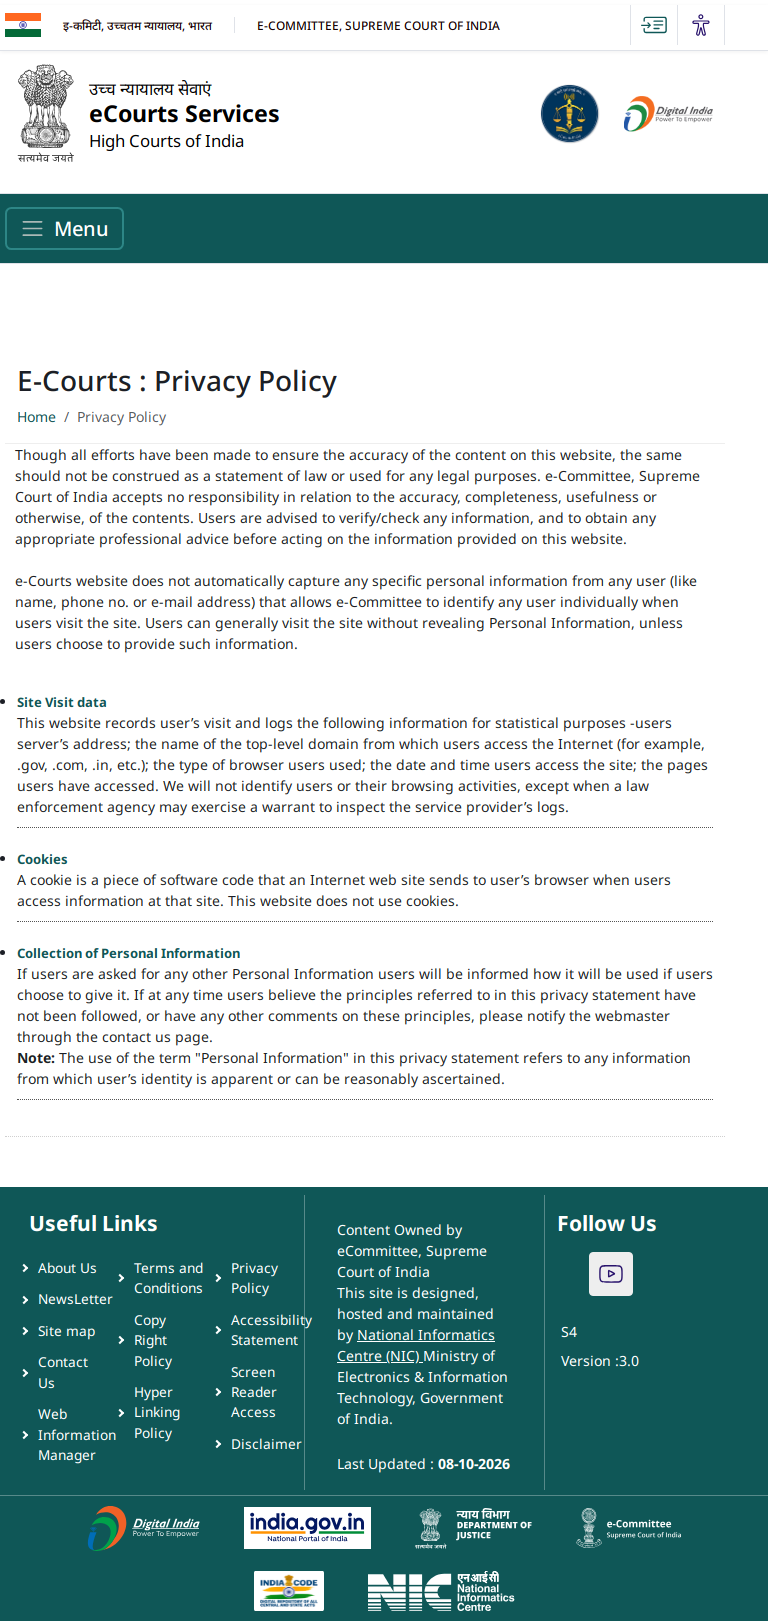 इ-कमिटी, उच्चतम न्यायालय, भारत
E-COMMITTEE, SUPREME COURT OF INDIA
सत्यमेव जयते
उच्च न्यायालय सेवाएं
eCourts Services
High Courts of India
Digital India
Power To Empower
Menu
E-Courts : Privacy Policy
Home / Privacy Policy
Though all efforts have been made to ensure the accuracy of the content on this website, the same
should not be construed as a statement of law or used for any legal purposes. e-Committee, Supreme
Court of India accepts no responsibility in relation to the accuracy, completeness, usefulness or
otherwise, of the contents. Users are advised to verify/check any information, and to obtain any
appropriate professional advice before acting on the information provided on this website.
e-Courts website does not automatically capture any specific personal information from any user (like
name, phone no. or e-mail address) that allows e-Committee to identify any user individually when
users visit the site. Users can generally visit the site without revealing Personal Information, unless
users choose to provide such information.
Site Visit data
This website records user’s visit and logs the following information for statistical purposes -users
server’s address; the name of the top-level domain from which users access the Internet (for example,
.gov, .com, .in, etc.); the type of browser users used; the date and time users access the site; the pages
users have accessed. We will not identify users or their browsing activities, except when a law
enforcement agency may exercise a warrant to inspect the service provider’s logs.
Cookies
A cookie is a piece of software code that an Internet web site sends to user’s browser when users
access information at that site. This website does not use cookies.
Collection of Personal Information
If users are asked for any other Personal Information users will be informed how it will be used if users
choose to give it. If at any time users believe the principles referred to in this privacy statement have
not been followed, or have any other comments on these principles, please notify the webmaster
through the contact us page.
Note: The use of the term "Personal Information" in this privacy statement refers to any information
from which user’s identity is apparent or can be reasonably ascertained.
Useful Links
About Us
NewsLetter
Site map
Contact
Us
Web
Information
Manager
Terms and
Conditions
Copy
Right
Policy
Hyper
Linking
Policy
Privacy
Policy
Accessibility
Statement
Screen
Reader
Access
Disclaimer
Content Owned by
eCommittee, Supreme
Court of India
This site is designed,
hosted and maintained
by National Informatics
Centre (NIC) Ministry of
Electronics & Information
Technology, Government
of India.
Last Updated : 08-10-2026
Follow Us
S4
Version :3.0
Digital India
Power To Empower
india.gov.in
National Portal of India
सत्यमेव जयते
न्याय विभाग
DEPARTMENT OF
JUSTICE
e-Committee
Supreme Court of India
INDIA CODE
DIGITAL REPOSITORY OF ALL
CENTRAL AND STATE ACTS
NIC
एनआईसी
National
Informatics
Centre